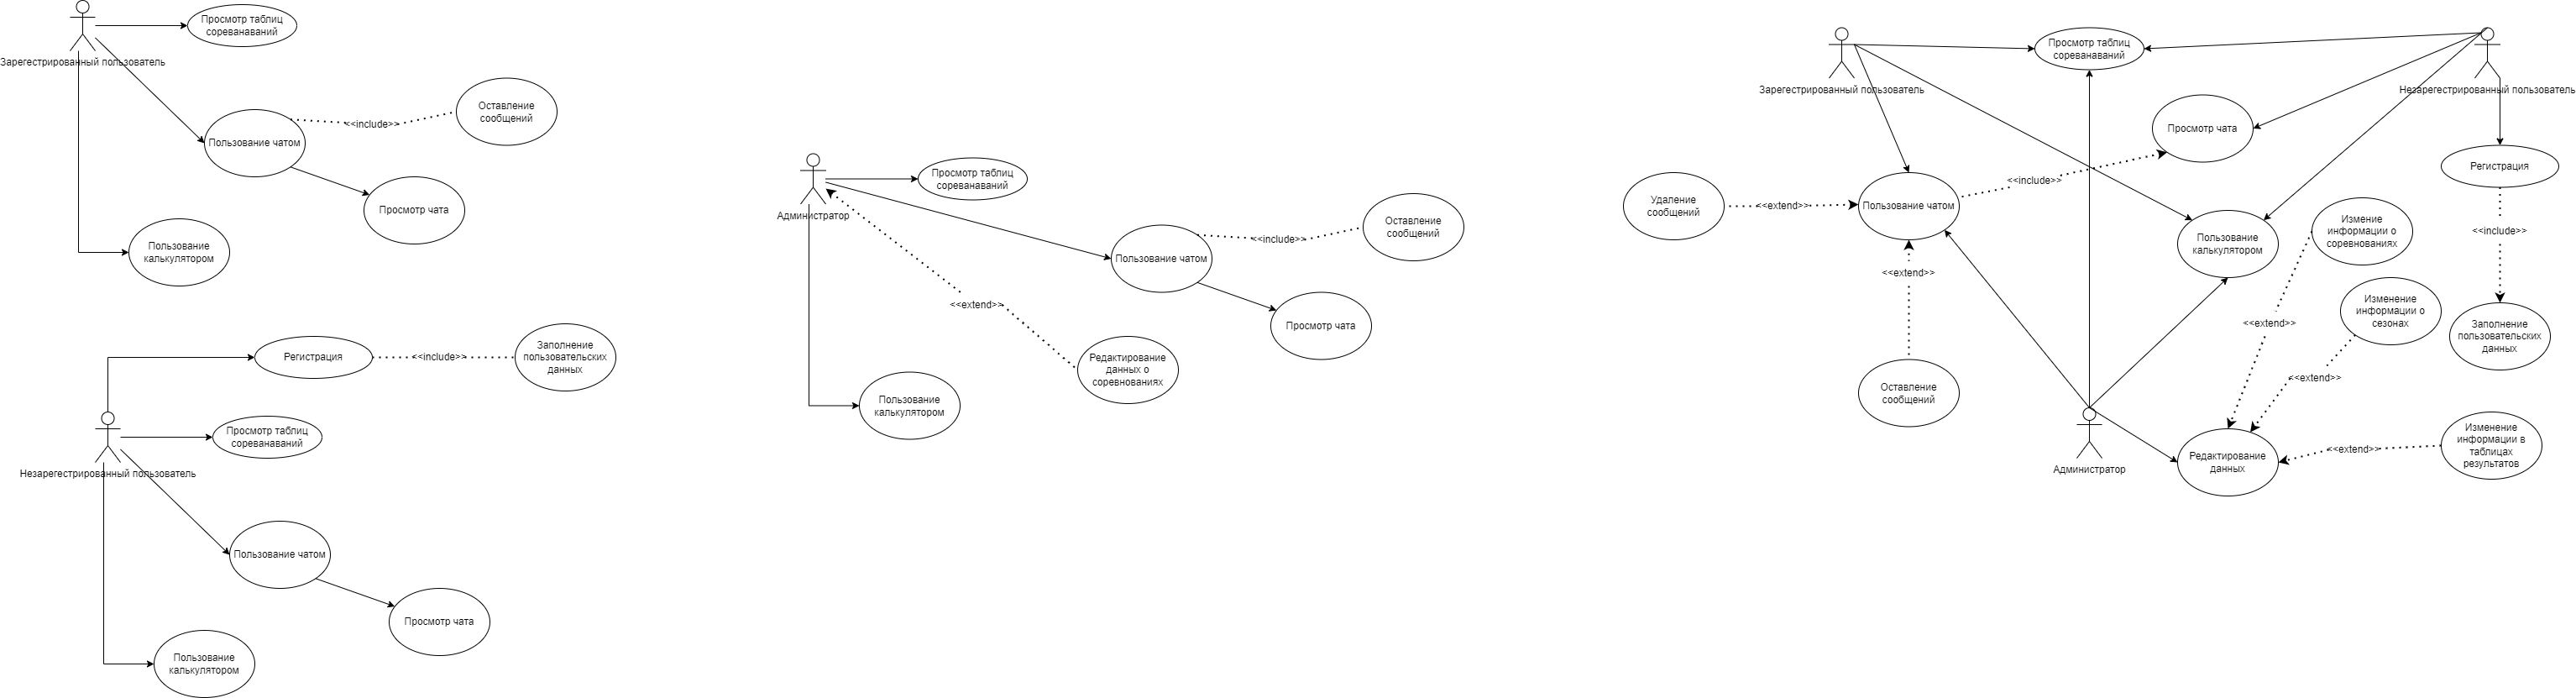 Просмотр таблиц
сореванаваний
Зарегестрированный пользователь
Оставление
сообщений
<<include>>
Пользование чатом
Просмотр чата
Пользование
калькулятором
Регистрация
<<include>>
Заполнение
пользовательских
данных
Просмотр таблиц
сореванаваний
Незарегестрированный пользователь
Пользование чатом
Просмотр чата
Пользование
калькулятором
Просмотр таблиц
сореванаваний
Администратор
Оставление
сообщений
<<include>>
Пользование чатом
<<extend>>
Просмотр чата
Редактирование
данных о
соревнованиях
Пользование
калькулятором
Просмотр таблиц
сореванаваний
Зарегестрированный пользователь
Незарегестрированный пользователь
Просмотр чата
Регистрация
<<include>>
Удаление
сообщений
<<extend>>
Пользование чатом
Измение
информации о
соревнованиях
<<include>>
Пользование
калькулятором
<<extend>>
Изменение
информации о
сезонах
<<extend>>
Заполнение
пользовательских
данных
<<extend>>
Оставление
сообщений
Администратор
Редактирование
данных
<<extend>>
Изменение
информации в
таблицах
результатов